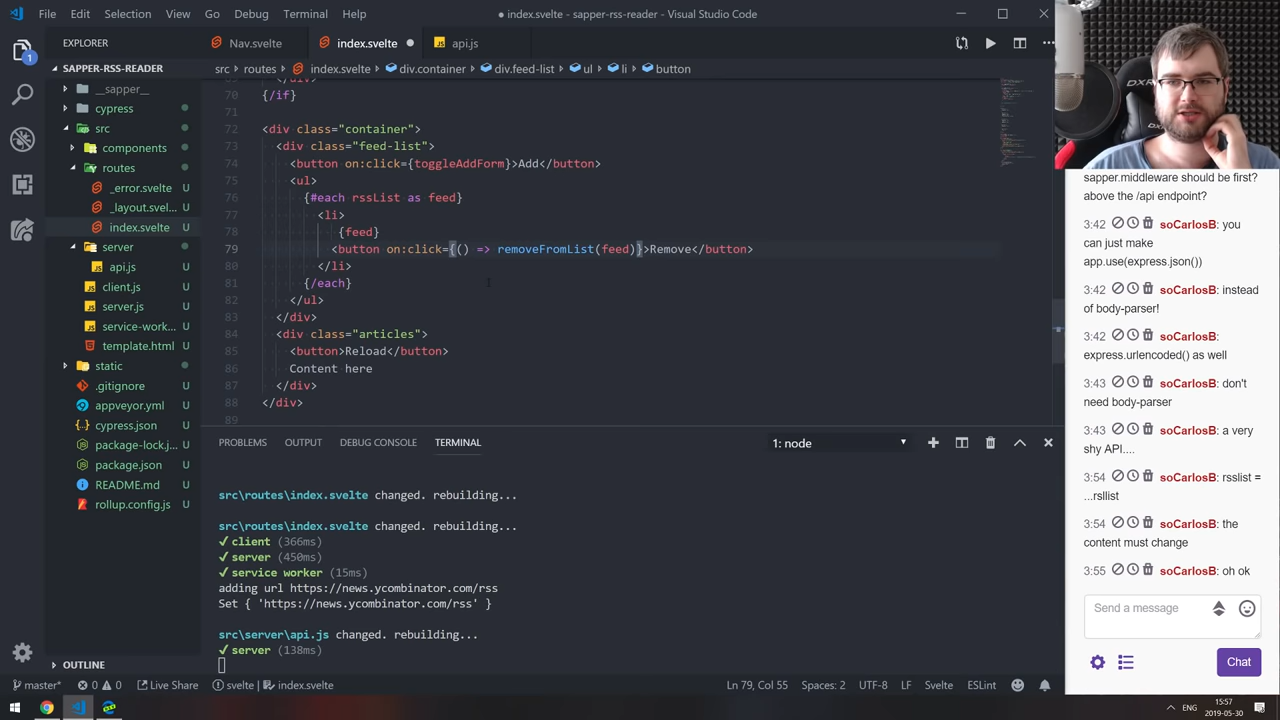 File Edit Selection View Go Debug Terminal Help
● index.svelte - sapper-rss-reader - Visual Studio Code
EXPLORER
SAPPER-RSS-READER
__sapper__
cypress
src
components
routes
_error.svelte U
_layout.svel... U
index.svelte U
server
api.js U
client.js U
server.js U
service-work... U
template.html U
static
.gitignore U
appveyor.yml U
cypress.json U
package-lock.j... U
package.json U
README.md U
rollup.config.js U
OUTLINE
Nav.svelte index.svelte api.js
src > routes > index.svelte > div.container > div.feed-list > ul > li > button
70 {/if}
71
72 <div class="container">
73 <div class="feed-list">
74 <button on:click={toggleAddForm}>Add</button>
75 <ul>
76 {#each rssList as feed}
77 <li>
78 {feed}
79 <button on:click={() => removeFromList(feed)}>Remove</button>
80 </li>
81 {/each}
82 </ul>
83 </div>
84 <div class="articles">
85 <button>Reload</button>
86 Content here
87 </div>
88 </div>
89
PROBLEMS OUTPUT DEBUG CONSOLE TERMINAL
1: node
src\routes\index.svelte changed. rebuilding...
src\routes\index.svelte changed. rebuilding...
✓ client (366ms)
✓ server (450ms)
✓ service worker (15ms)
adding url https://news.ycombinator.com/rss
Set { 'https://news.ycombinator.com/rss' }
src\server\api.js changed. rebuilding...
✓ server (138ms)
master* 0 0 Live Share svelte | index.svelte
Ln 79, Col 55 Spaces: 2 UTF-8 LF Svelte ESLint
sapper.middleware should be first?
above the /api endpoint?
3:42 soCarlosB: you
can just make
app.use(express.json())
3:42 soCarlosB: instead
of body-parser!
3:42 soCarlosB:
express.urlencoded() as well
3:43 soCarlosB: don't
need body-parser
3:43 soCarlosB: a very
shy API....
3:54 soCarlosB: rsslist =
...rsllist
3:54 soCarlosB: the
content must change
3:55 soCarlosB: oh ok
Send a message
Chat
ENG
15:57
2019-05-30